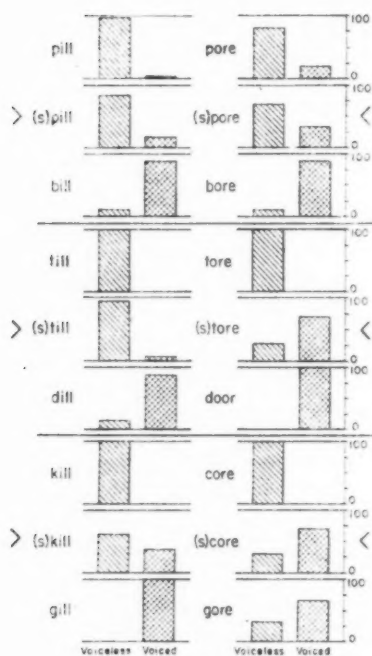 pill pore 100 0
> (s)pill (s)pore 100 0 <
bill bore 100 0
till tore 100 0
> (s)till (s)tore 100 0 <
dill door 100 0
kill core 100 0
> (s)kill (s)core 100 0 <
gill gore 100 0
Voiceless Voiced Voiceless Voiced